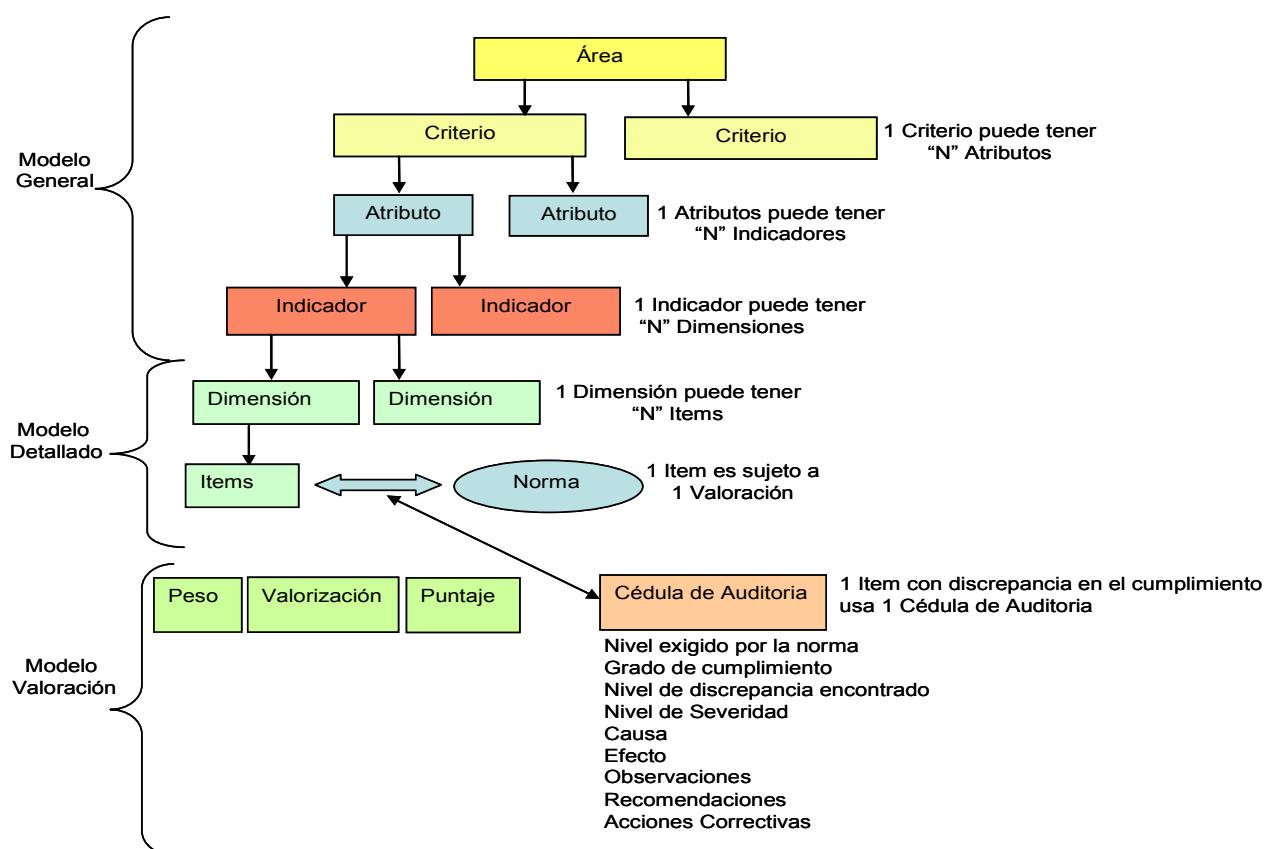 Área
Criterio
Criterio
1 Criterio puede tener
“N” Atributos
Modelo
General
Atributo
Atributo
1 Atributos puede tener
“N” Indicadores
Indicador
Indicador
1 Indicador puede tener
“N” Dimensiones
Dimensión
Dimensión
1 Dimensión puede tener
“N” Items
Modelo
Detallado
Items
Norma
1 Item es sujeto a
1 Valoración
Peso
Valorización
Puntaje
Cédula de Auditoria
1 Item con discrepancia en el cumplimiento
usa 1 Cédula de Auditoria
Modelo
Valoración
Nivel exigido por la norma
Grado de cumplimiento
Nivel de discrepancia encontrado
Nivel de Severidad
Causa
Efecto
Observaciones
Recomendaciones
Acciones Correctivas